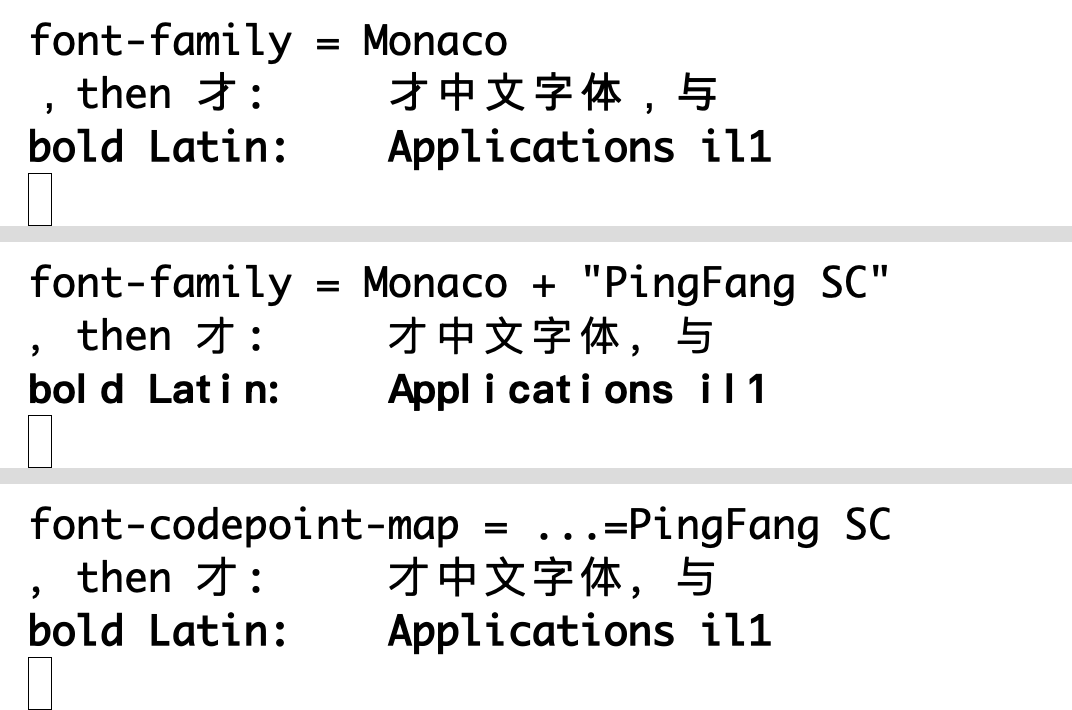 font-family = Monaco
，then 才:     才中文字体，与
bold Latin:    Applications il1
font-family = Monaco + "PingFang SC"
，then 才:     才中文字体，与
bold Latin:    Applications il1
font-codepoint-map = ...=PingFang SC
，then 才:     才中文字体，与
bold Latin:    Applications il1